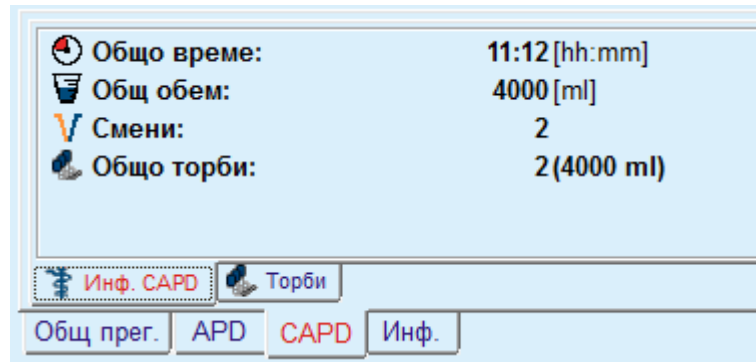 Общо време: 11:12 [hh:mm]
Общ обем: 4000 [ml]
Смени: 2
Общо торби: 2 (4000 ml)
Инф. CAPD Торби
Общ прег. APD CAPD Инф.